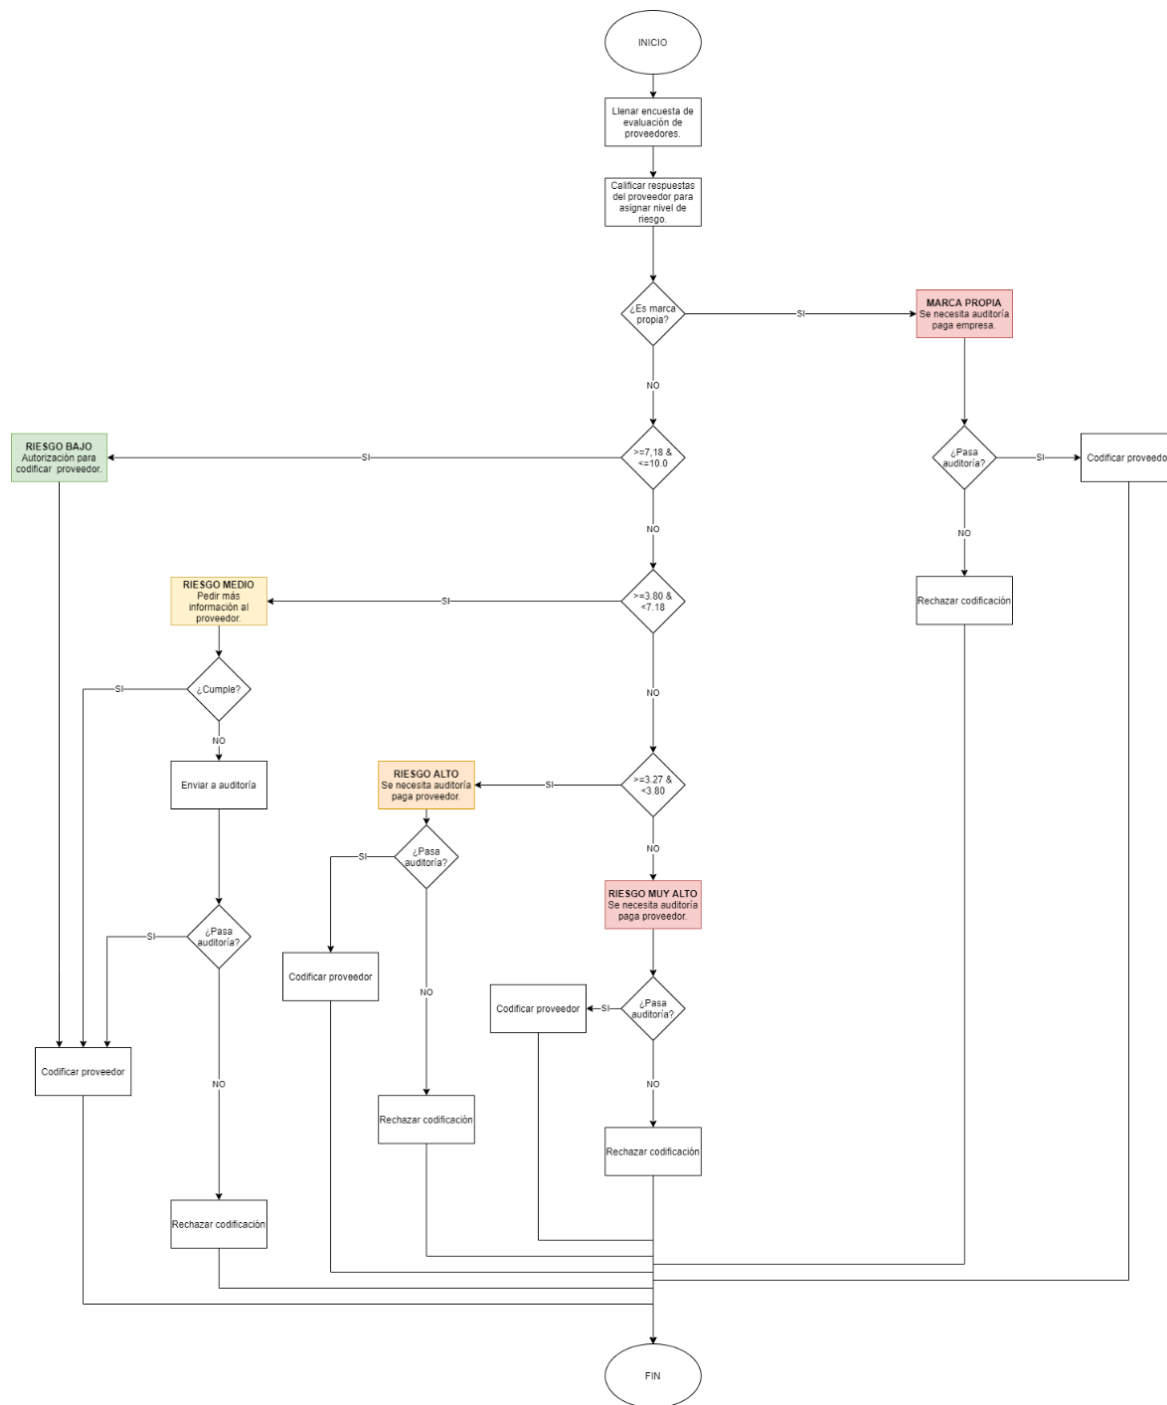 INICIO
Llenar encuesta de
evaluación de
proveedores.
Calificar respuestas
del proveedor para
asignar nivel de
riesgo.
¿Es marca
propia?
SI
MARCA PROPIA
Se necesita auditoría
paga empresa.
NO
RIESGO BAJO
Autorización para
codificar proveedor.
SI
>=7,18 &
<=10.0
¿Pasa
auditoría?
SI
Codificar proveedor
NO
NO
RIESGO MEDIO
Pedir más
información al
proveedor.
SI
>=3.80 &
<7.18
Rechazar codificación
SI
¿Cumple?
NO
NO
Enviar a auditoría
RIESGO ALTO
Se necesita auditoría
paga proveedor.
SI
>=3.27 &
<3.80
NO
SI
¿Pasa
auditoría?
RIESGO MUY ALTO
Se necesita auditoría
paga proveedor.
SI
¿Pasa
auditoría?
Codificar proveedor
NO
Codificar proveedor
SI
¿Pasa
auditoría?
Codificar proveedor
NO
NO
Rechazar codificación
Rechazar codificación
Rechazar codificación
FIN